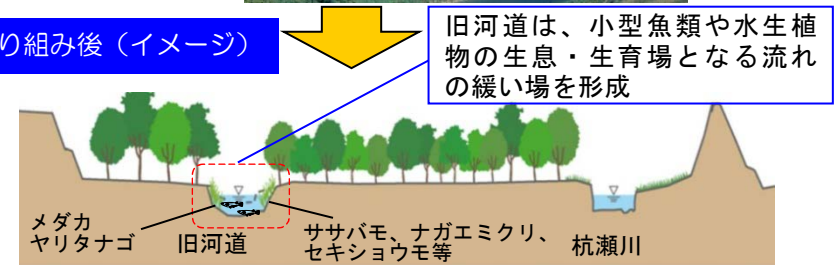 り組み後（イメージ）
旧河道は、小型魚類や水生植
物の生息・生育場となる流れ
の緩い場を形成
メダカ
ヤリタナゴ
旧河道
ササバモ、ナガエミクリ、
セキショウモ等
杭瀬川